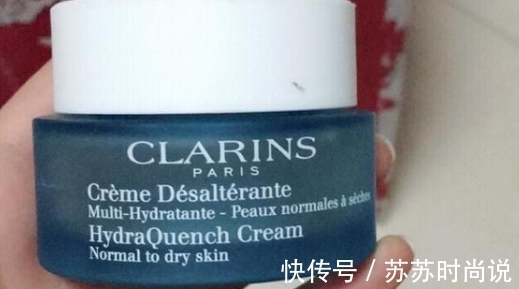 CLARINS
PARIS
Crème Désaltérante
Multi-Hydratante - Peaux normales à sèches
HydraQuench Cream
Normal to dry skin
快传号 / 苏苏时尚说